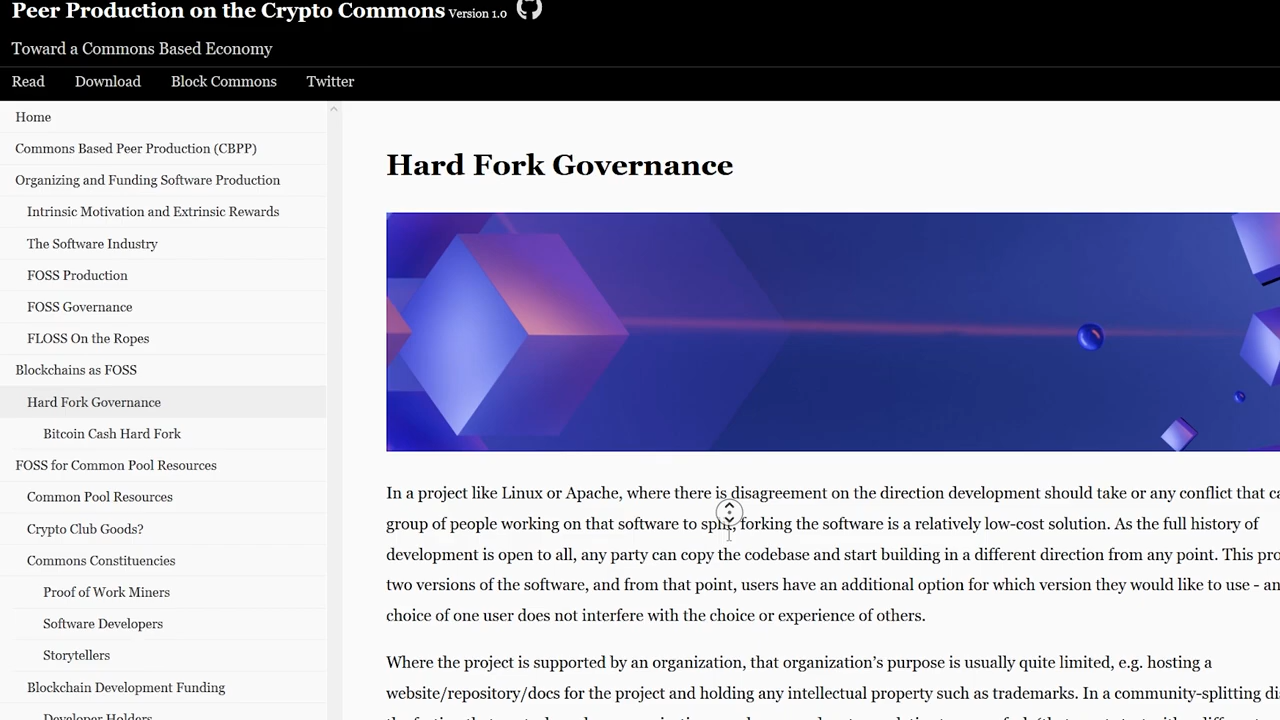 Peer Production on the Crypto Commons Version 1.0
Toward a Commons Based Economy
Read Download Block Commons Twitter
Home
Commons Based Peer Production (CBPP)
Organizing and Funding Software Production
Intrinsic Motivation and Extrinsic Rewards
The Software Industry
FOSS Production
FOSS Governance
FLOSS On the Ropes
Blockchains as FOSS
Hard Fork Governance
Bitcoin Cash Hard Fork
FOSS for Common Pool Resources
Common Pool Resources
Crypto Club Goods?
Commons Constituencies
Proof of Work Miners
Software Developers
Storytellers
Blockchain Development Funding
Developer Holders
Hard Fork Governance
In a project like Linux or Apache, where there is disagreement on the direction development should take or any conflict that ca
group of people working on that software to split, forking the software is a relatively low-cost solution. As the full history of
development is open to all, any party can copy the codebase and start building in a different direction from any point. This pro
two versions of the software, and from that point, users have an additional option for which version they would like to use - an
choice of one user does not interfere with the choice or experience of others.
Where the project is supported by an organization, that organization's purpose is usually quite limited, e.g. hosting a
website/repository/docs for the project and holding any intellectual property such as trademarks. In a community-splitting di